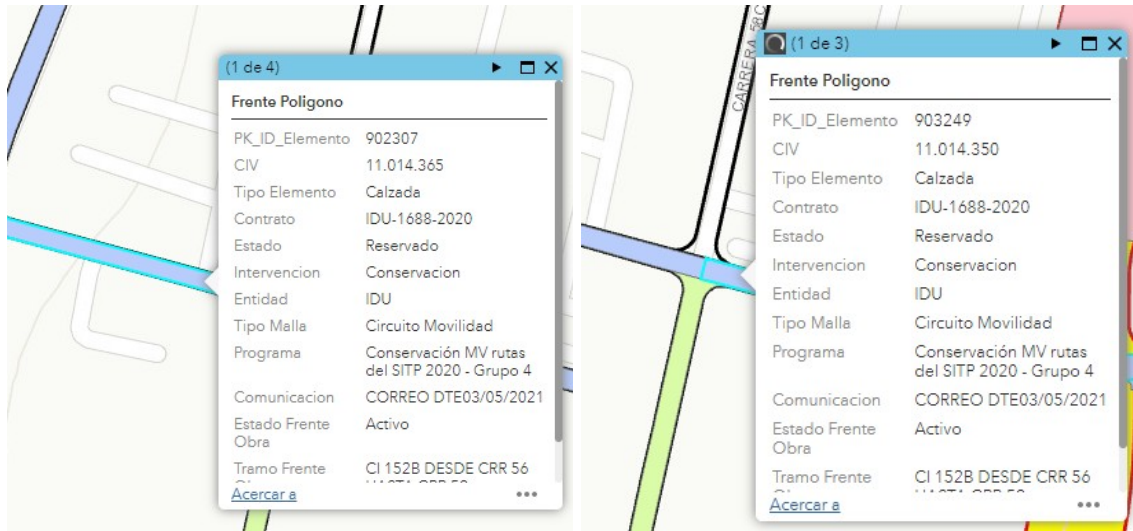 (1 de 4)
Frente Poligono
PK_ID_Elemento 902307
CIV 11.014.365
Tipo Elemento Calzada
Contrato IDU-1688-2020
Estado Reservado
Intervencion Conservacion
Entidad IDU
Tipo Malla Circuito Movilidad
Programa Conservación MV rutas
del SITP 2020 - Grupo 4
Comunicacion CORREO DTE03/05/2021
Estado Frente Activo
Obra
Tramo Frente Cl 152B DESDE CRR 56
Acercar a
CARRERA 58 C
(1 de 3)
Frente Poligono
PK_ID_Elemento 903249
CIV 11.014.350
Tipo Elemento Calzada
Contrato IDU-1688-2020
Estado Reservado
Intervencion Conservacion
Entidad IDU
Tipo Malla Circuito Movilidad
Programa Conservación MV rutas
del SITP 2020 - Grupo 4
Comunicacion CORREO DTE03/05/2021
Estado Frente Activo
Obra
Tramo Frente Cl 152B DESDE CRR 56
Acercar a